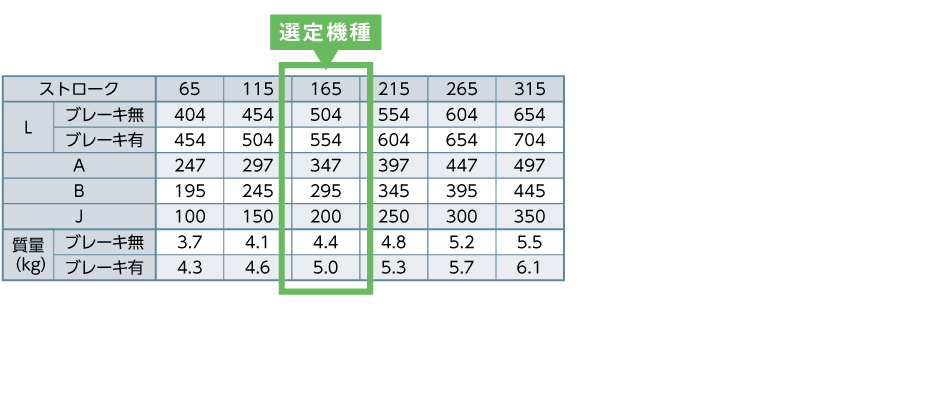 選定機種
ストローク 65 115 165 215 265 315
L ブレーキ無 404 454 504 554 604 654
ブレーキ有 454 504 554 604 654 704
A 247 297 347 397 447 497
B 195 245 295 345 395 445
J 100 150 200 250 300 350
質量(kg) ブレーキ無 3.7 4.1 4.4 4.8 5.2 5.5
ブレーキ有 4.3 4.6 5.0 5.3 5.7 6.1